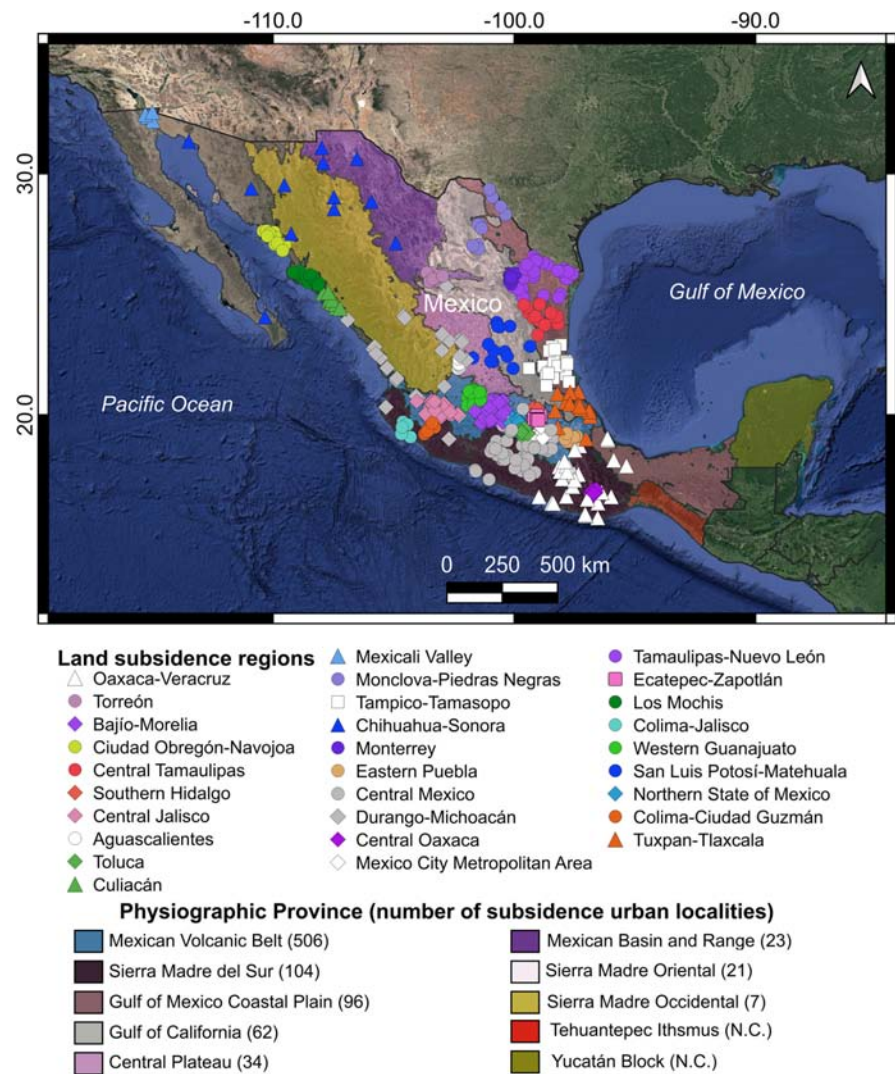 -110.0 -100.0 -90.0
30.0
30.0
Mexico
Gulf of Mexico
Pacific Ocean
20.0
20.0
0 250 500 km
Land subsidence regions
Oaxaca-Veracruz
Torreón
Bajío-Morelia
Ciudad Obregón-Navojoa
Central Tamaulipas
Southern Hidalgo
Central Jalisco
Aguascalientes
Toluca
Culiacán
Mexicali Valley
Monclova-Piedras Negras
Tampico-Tamasopo
Chihuahua-Sonora
Monterrey
Eastern Puebla
Central Mexico
Durango-Michoacán
Central Oaxaca
Mexico City Metropolitan Area
Tamaulipas-Nuevo León
Ecatepec-Zapotlán
Los Mochis
Colima-Jalisco
Western Guanajuato
San Luis Potosí-Matehuala
Northern State of Mexico
Colima-Ciudad Guzmán
Tuxpan-Tlaxcala
Physiographic Province (number of subsidence urban localities)
Mexican Volcanic Belt (506)
Sierra Madre del Sur (104)
Gulf of Mexico Coastal Plain (96)
Gulf of California (62)
Central Plateau (34)
Mexican Basin and Range (23)
Sierra Madre Oriental (21)
Sierra Madre Occidental (7)
Tehuantepec Ithsmus (N.C.)
Yucatán Block (N.C.)